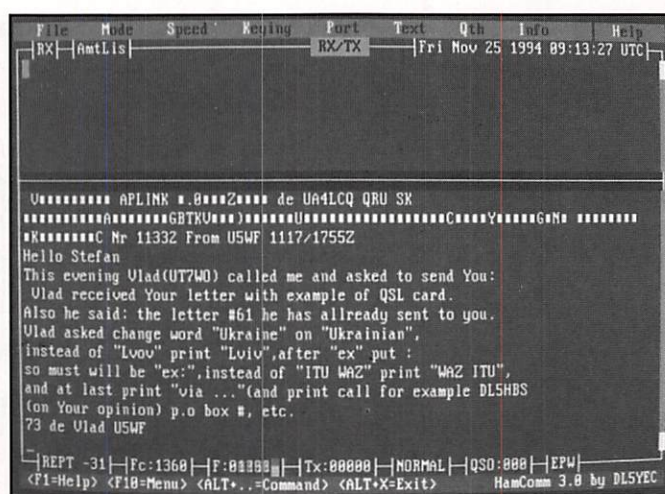 File Mode Speed Keying Port Text Qth Info Help
RX AmtLis RX/TX Fri Nov 25 1994 09:13:27 UTC
V▮▮▮▮▮▮▮▮▮ APLINK ▮.0▮▮▮Z▮▮▮▮ de UA4LCQ QRU SK
▮▮▮▮▮▮▮▮▮▮▮▮A▮▮▮▮▮▮▮GBTKU▮▮▮)▮▮▮▮▮▮U▮▮▮▮▮▮▮▮▮▮▮▮▮▮▮▮▮▮▮▮▮C▮▮▮▮Y▮▮▮▮▮G▮N▮ ▮▮▮▮▮▮▮▮
▮K▮▮▮▮▮▮▮C Nr 11332 From U5WF 1117/1755Z
Hello Stefan
This evening Vlad(UT7WO) called me and asked to send You:
Vlad received Your letter with example of QSL card.
Also he said: the letter #61 he has allready sent to you.
Vlad asked change word "Ukraine" on "Ukrainian",
instead of "Lvov" print "Lviv",after "ex" put :
so must will be "ex:",instead of "ITU WAZ" print "WAZ ITU",
and at last print "via ..."(and print call for example DL5HBS
(on Your opinion) p.o box #, etc.
73 de Vlad U5WF
REPT -31 Fc:1360 Tx:00000 NORMAL QSO:000 EPW
<F1=Help> <F10=Menu> <ALT+..=Command> <ALT+X=Exit> HamComm 3.0 by DL5YEC